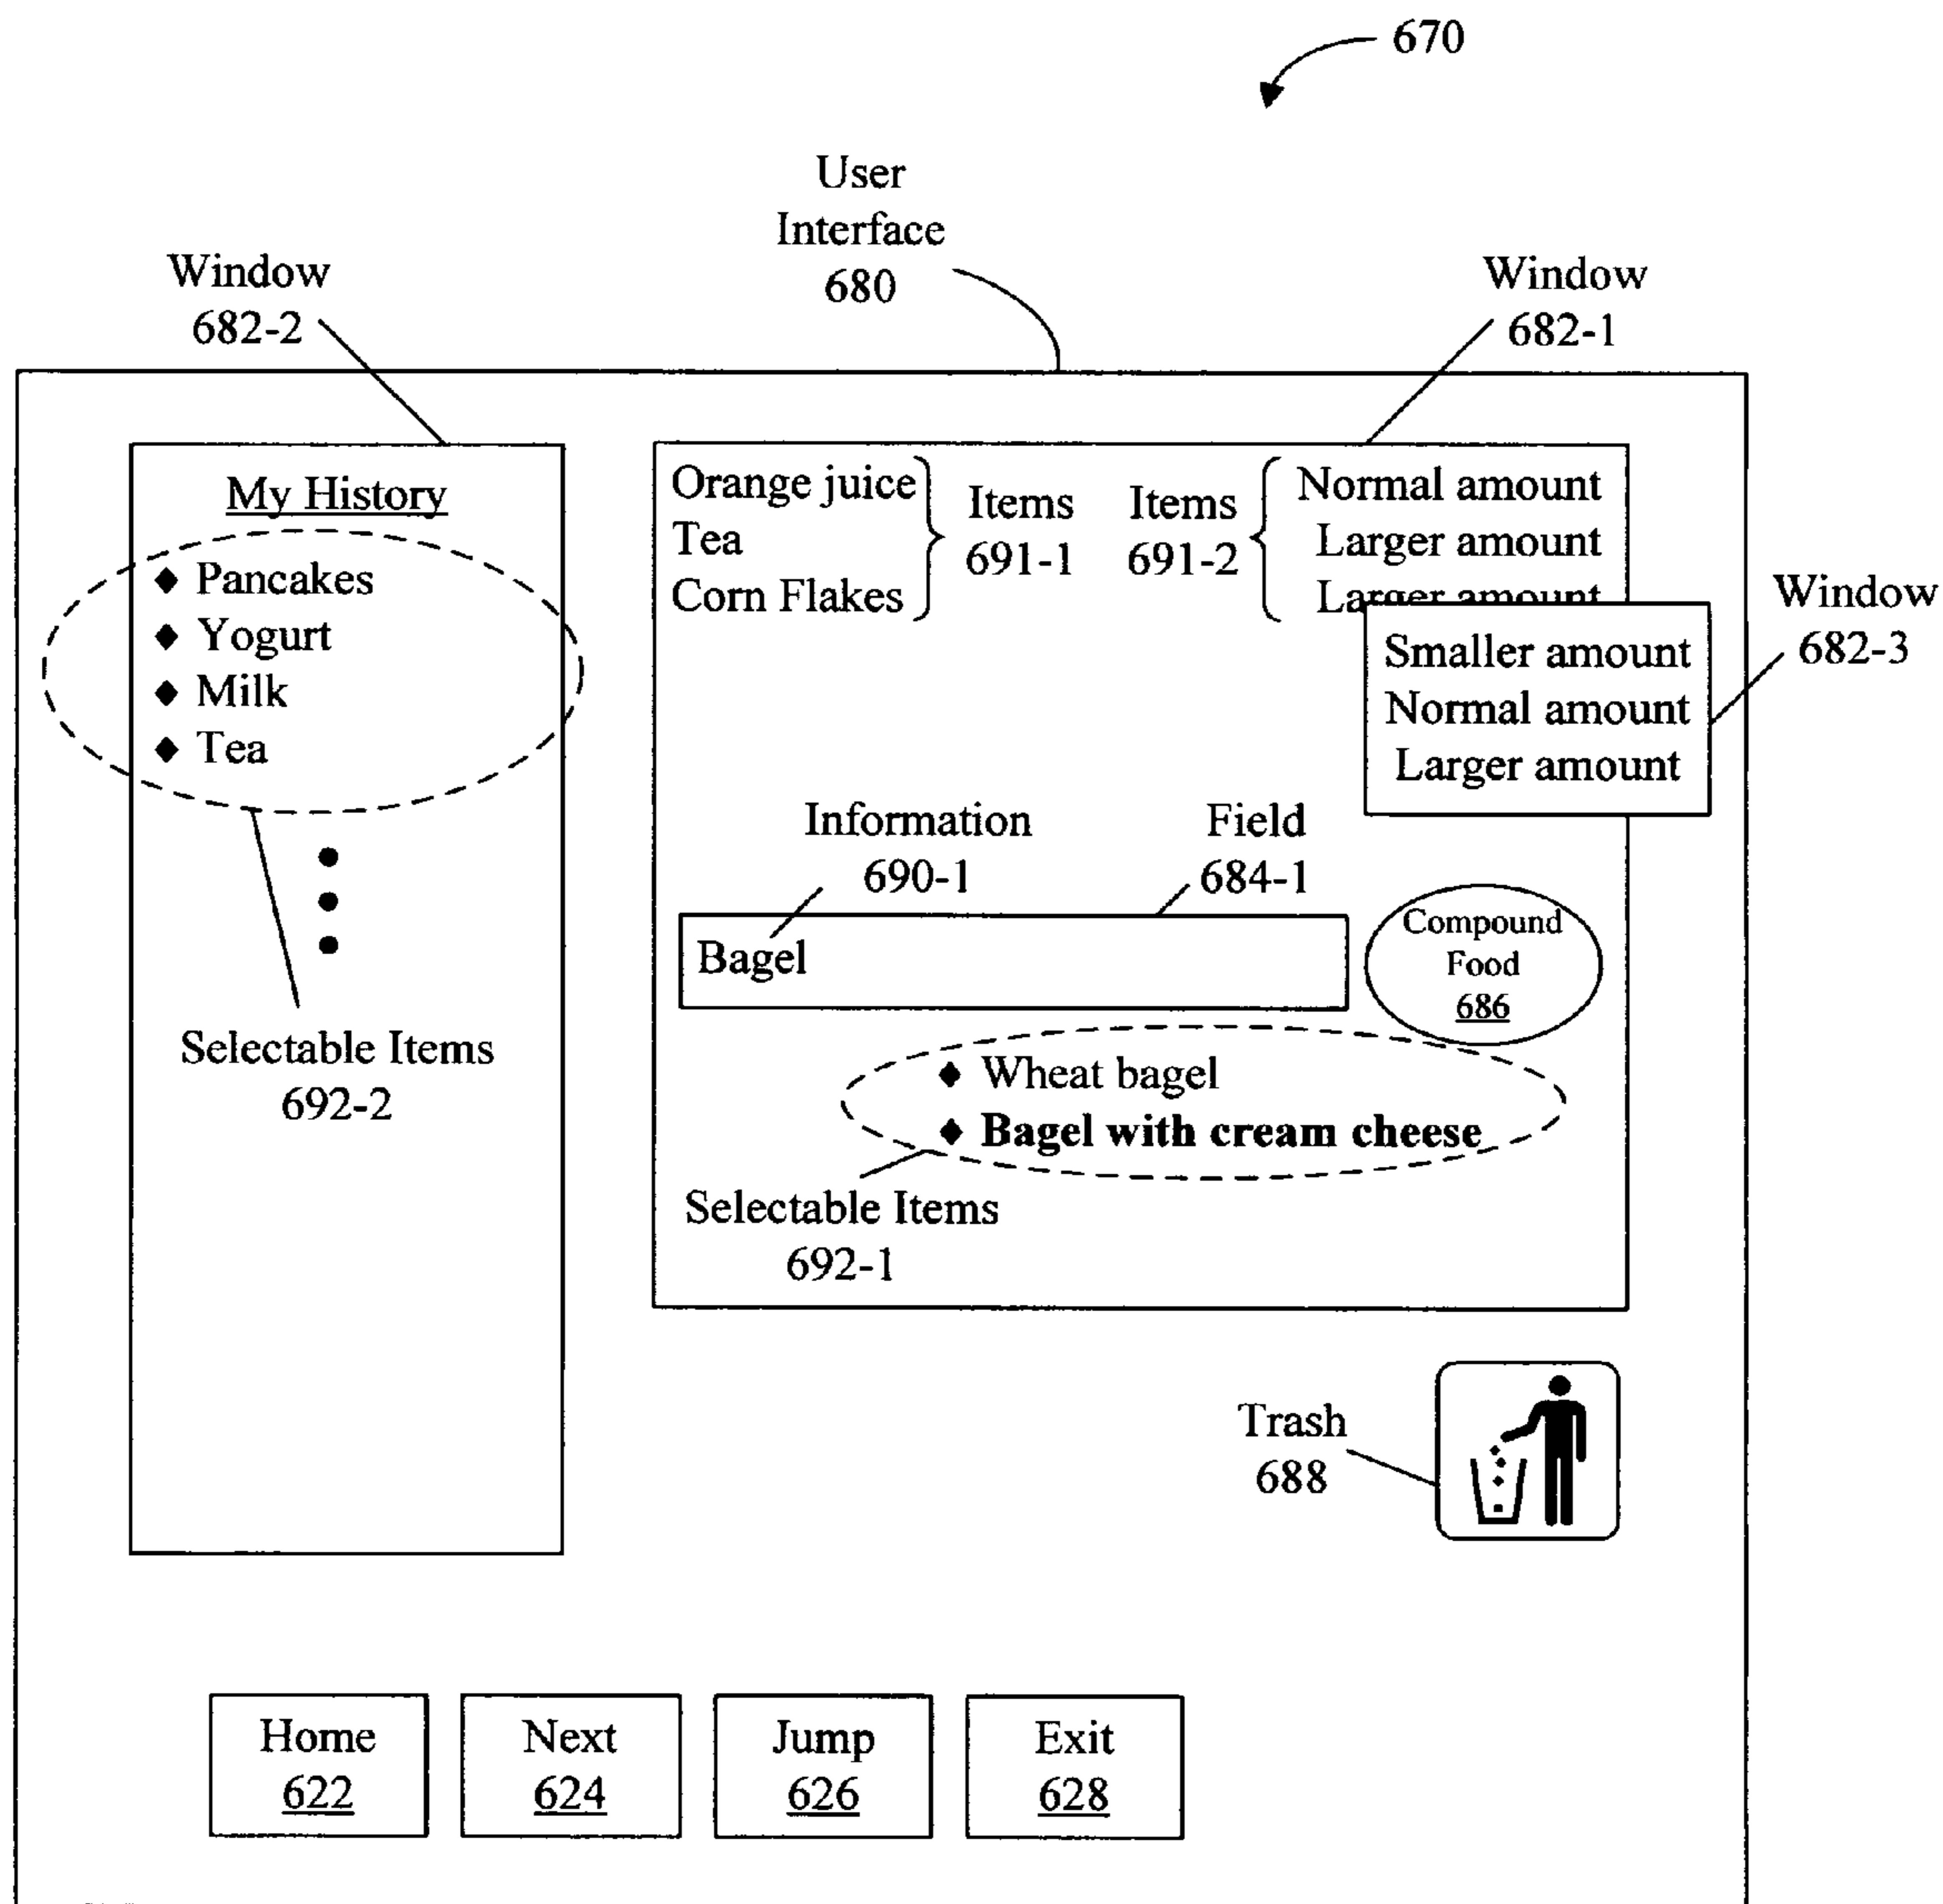 670
User
Interface
680
Window
682-2
Window
682-1
My History
◆ Pancakes
◆ Yogurt
◆ Milk
◆ Tea
Selectable Items
692-2
Orange juice
Tea
Corn Flakes
Items
691-1
Items
691-2
Normal amount
Larger amount
Larger amount
Window
682-3
Smaller amount
Normal amount
Larger amount
Information
690-1
Field
684-1
Bagel
Compound
Food
686
◆ Wheat bagel
◆ Bagel with cream cheese
Selectable Items
692-1
Trash
688
Home
622
Next
624
Jump
626
Exit
628